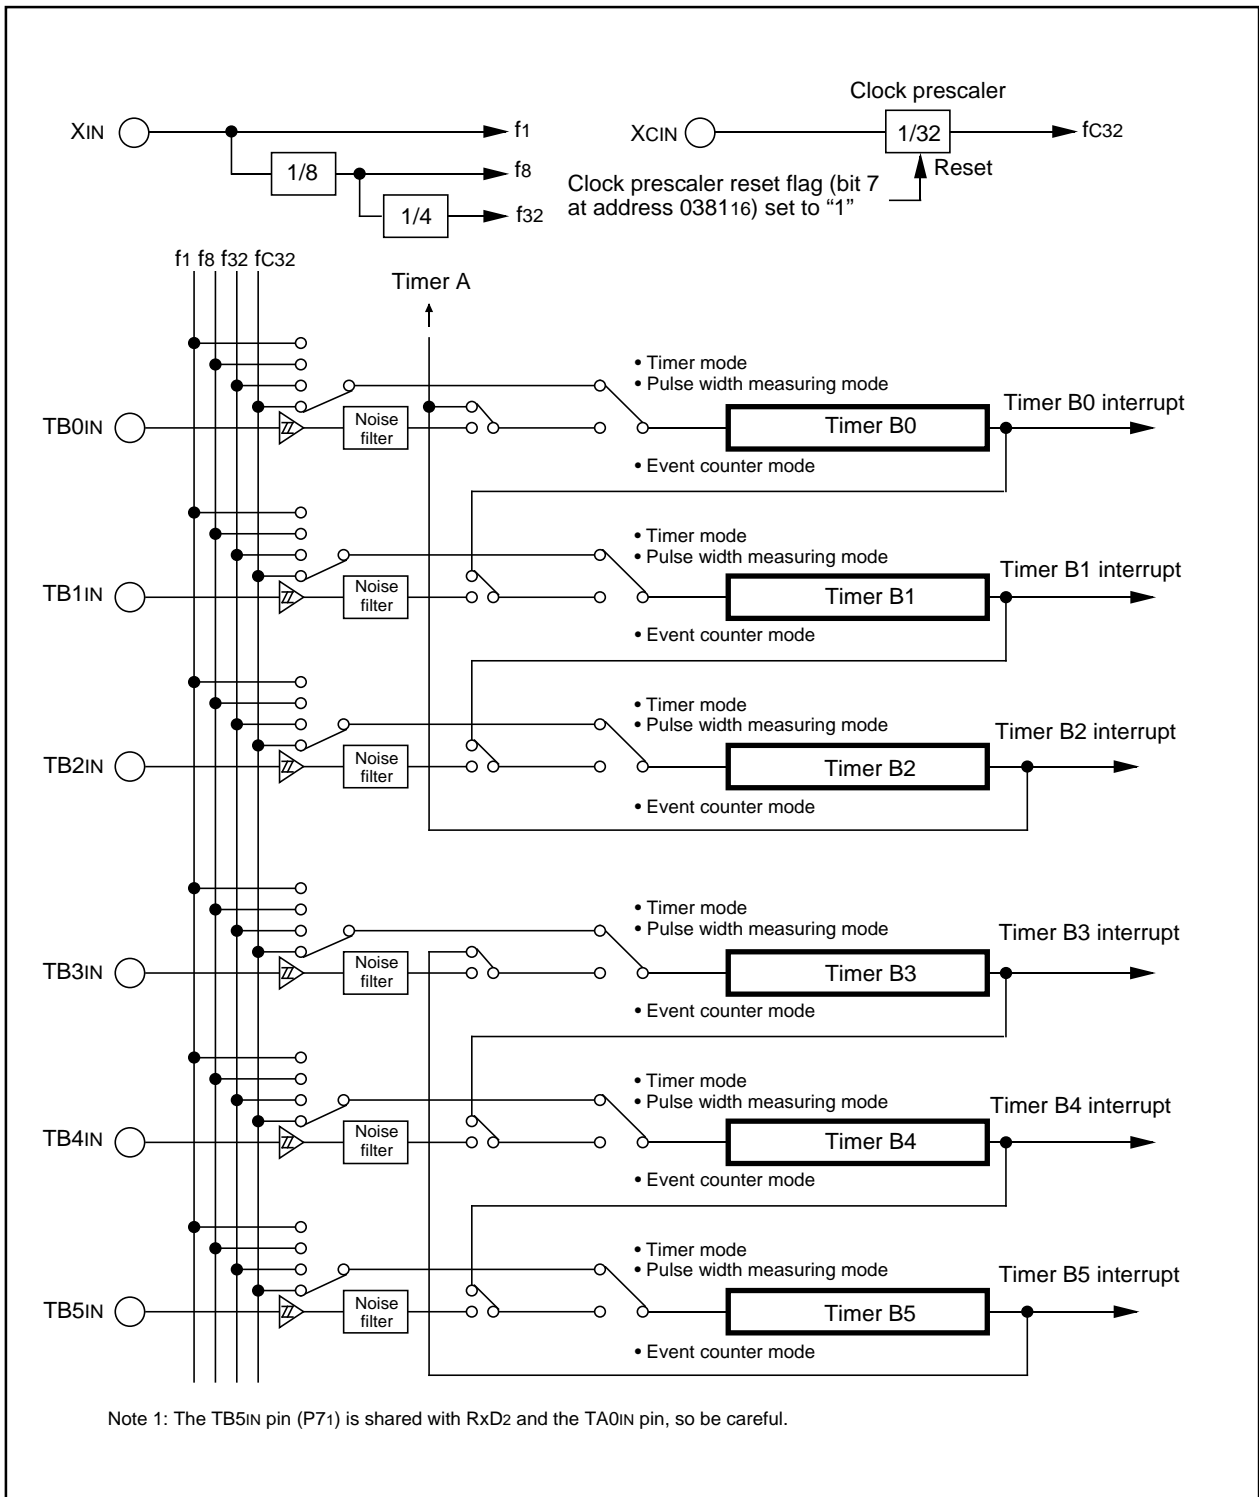 Clock prescaler
XIN
f1
XCIN
1/32
fC32
1/8
f8
Reset
Clock prescaler reset flag (bit 7
at address 038116) set to “1”
1/4
f32
f1 f8 f32 fC32
Timer A
• Timer mode
• Pulse width measuring mode
TB0IN
Noise
filter
Timer B0
Timer B0 interrupt
• Event counter mode
• Timer mode
• Pulse width measuring mode
TB1IN
Noise
filter
Timer B1
Timer B1 interrupt
• Event counter mode
• Timer mode
• Pulse width measuring mode
TB2IN
Noise
filter
Timer B2
Timer B2 interrupt
• Event counter mode
• Timer mode
• Pulse width measuring mode
TB3IN
Noise
filter
Timer B3
Timer B3 interrupt
• Event counter mode
• Timer mode
• Pulse width measuring mode
TB4IN
Noise
filter
Timer B4
Timer B4 interrupt
• Event counter mode
• Timer mode
• Pulse width measuring mode
TB5IN
Noise
filter
Timer B5
Timer B5 interrupt
• Event counter mode
Note 1: The TB5IN pin (P71) is shared with RxD2 and the TA0IN pin, so be careful.